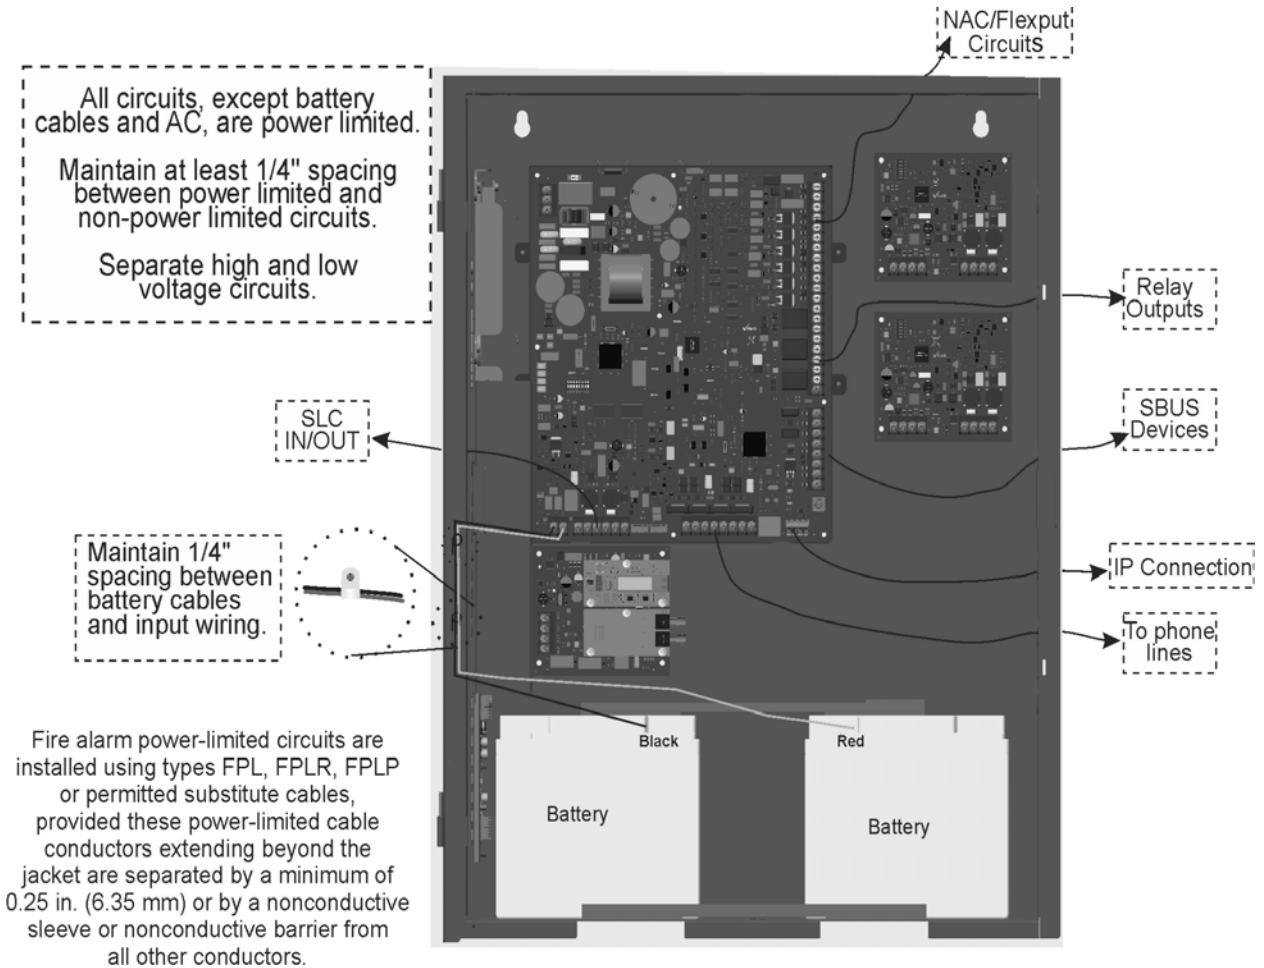 NAC/Flexput
Circuits
All circuits, except battery
cables and AC, are power limited.
Maintain at least 1/4" spacing
between power limited and
non-power limited circuits.
Separate high and low
voltage circuits.
Relay
Outputs
SLC
IN/OUT
SBUS
Devices
Maintain 1/4"
spacing between
battery cables
and input wiring.
IP Connection
To phone
lines
Black
Red
Battery
Battery
Fire alarm power-limited circuits are
installed using types FPL, FPLR, FPLP
or permitted substitute cables,
provided these power-limited cable
conductors extending beyond the
jacket are separated by a minimum of
0.25 in. (6.35 mm) or by a nonconductive
sleeve or nonconductive barrier from
all other conductors.